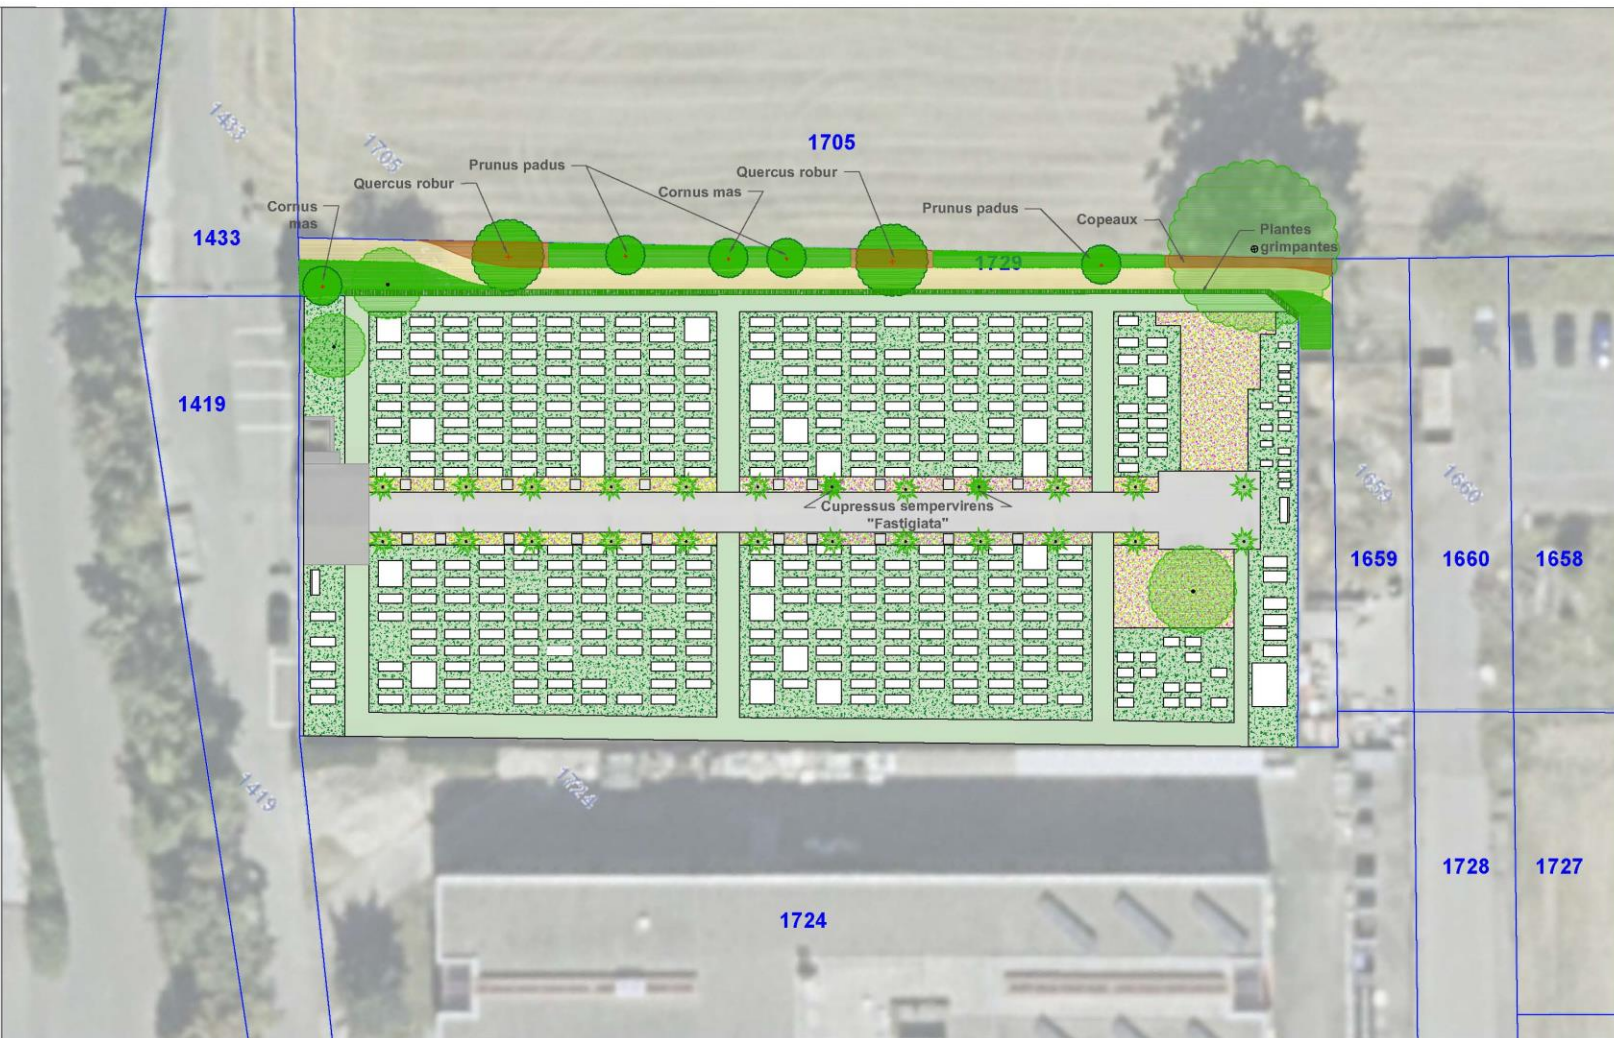 1433
1705
1705
Prunus padus
Quercus robur
Quercus robur
Cornus mas
Cornus
mas
Prunus padus
Copeaux
Plantes
grimpantes
1433
1729
1419
1659
1660
Cupressus sempervirens
"Fastigiata"
1659
1660
1658
1419
1724
1728
1727
1724